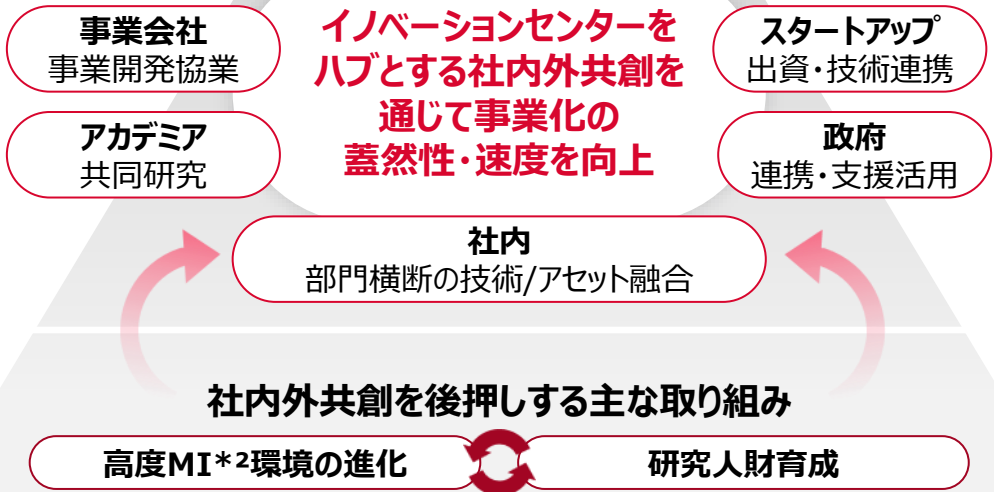 事業会社
事業開発協業
イノベーションセンターを
ハブとする社内外共創を
通じて事業化の
蓋然性・速度を向上
スタートアップ
出資・技術連携
アカデミア
共同研究
政府
連携・支援活用
社内
部門横断の技術/アセット融合
社内外共創を後押しする主な取り組み
高度MI*2環境の進化
研究人財育成